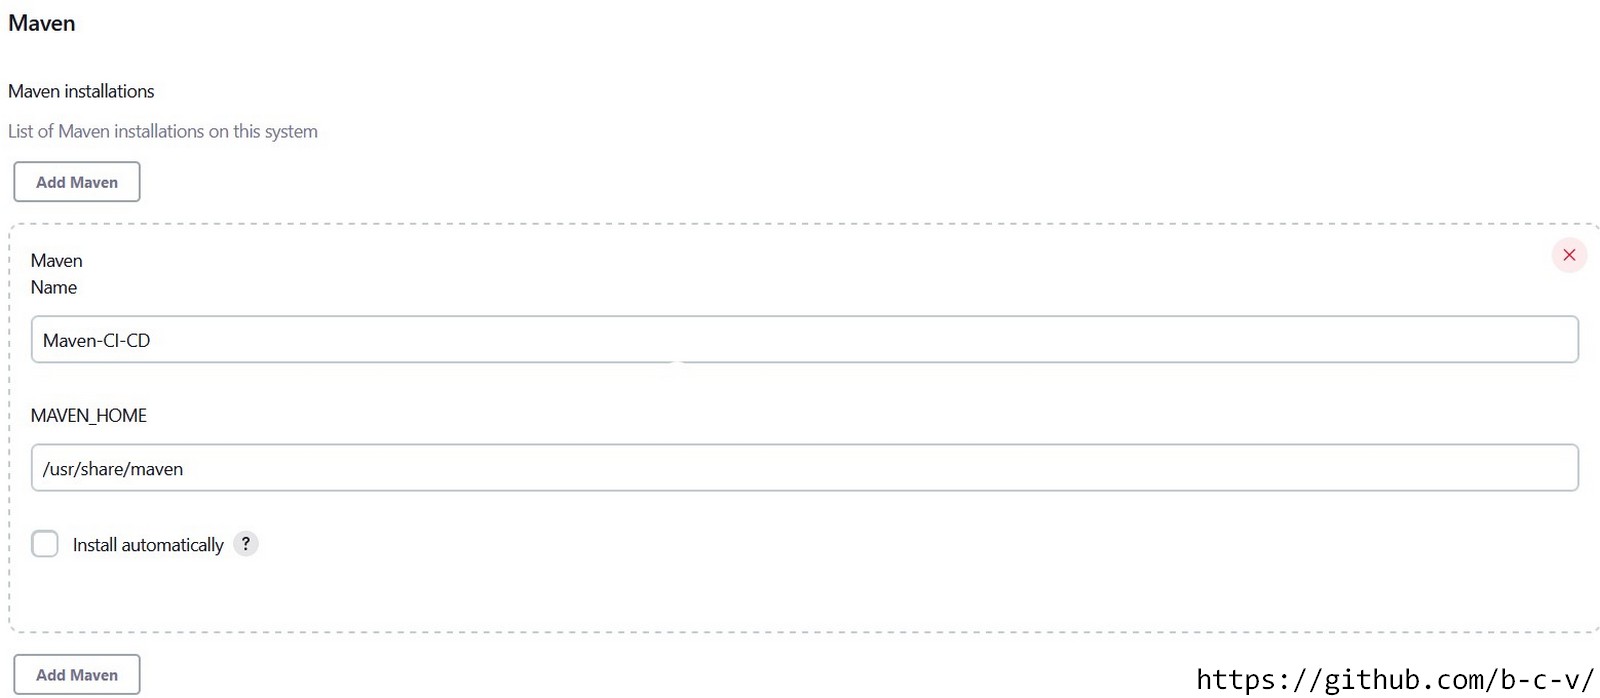 Maven
Maven installations
List of Maven installations on this system
Add Maven
Maven
Name
Maven-CI-CD
MAVEN_HOME
/usr/share/maven
Install automatically ?
Add Maven
https://github.com/b-c-v/